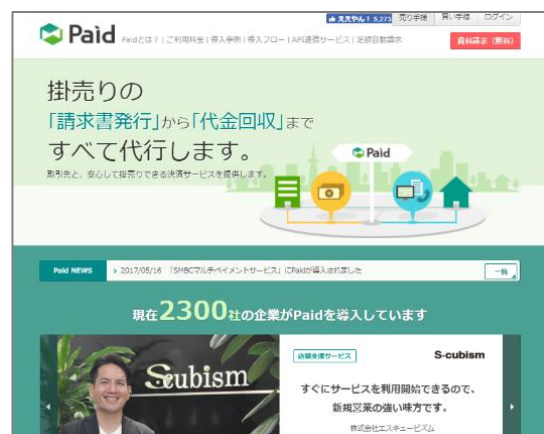 ええやん! 5,273 売り手様 買い手様 ログイン
Paid Paidとは?|ご利用料金|導入事例|導入フロー|API連携サービス|定額自動請求
資料請求(無料)
掛売りの
「請求書発行」から「代金回収」まで
すべて代行します。
取引先と、安心して掛売りできる決済サービスを提供します。
Paid
Paid NEWS > 2017/05/16 「SMBCマルチペイメントサービス」にPaidが導入されました 一覧
現在2300社の企業がPaidを導入しています
店舗支援サービス S-cubism
S-cubism
すぐにサービスを利用開始できるので、
新規営業の強い味方です。
株式会社エスキュービズム